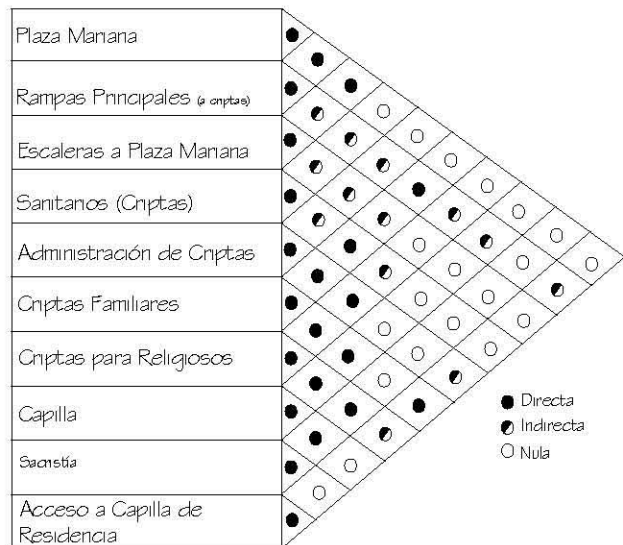 Plaza Mariana
Rampas Principales (a criptas)
Escaleras a Plaza Mariana
Sanitarios (Criptas)
Administración de Criptas
Criptas Familiares
Criptas para Religiosos
Capilla
Sacristía
Acceso a Capilla de
Residencia
Directa
Indirecta
Nula